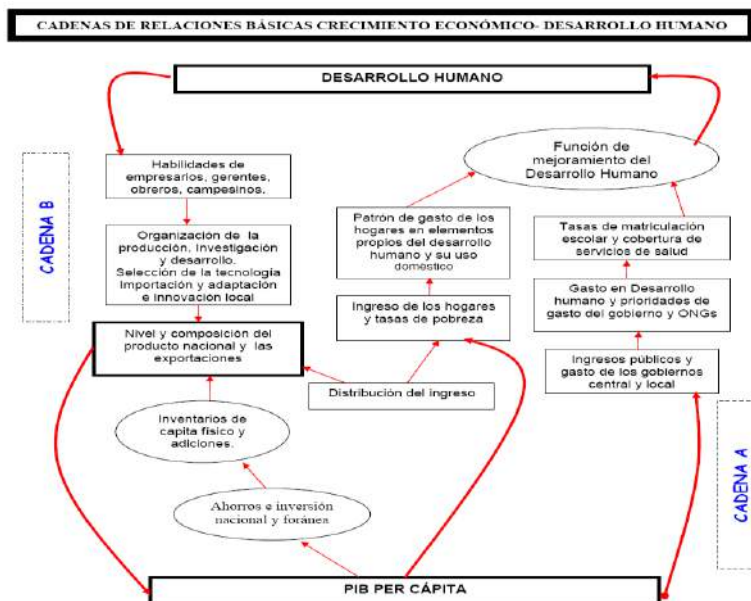 CADENAS DE RELACIONES BÁSICAS CRECIMIENTO ECONÓMICO- DESARROLLO HUMANO
DESARROLLO HUMANO
Habilidades de
empresarios, gerentes,
obreros, campesinos.
Organización de la
producción, Investigación
y desarrollo.
Selección de la tecnología
Importación y adaptación
e innovación local
Nivel y composición del
producto nacional y las
exportaciones
Inventarios de
capita físico y
adiciones.
Ahorros e inversión
nacional y foránea
Distribución del ingreso
Patrón de gasto de los
hogares en elementos
propios del desarrollo
humano y su uso
doméstico
Ingreso de los hogares
y tasas de pobreza
Función de
mejoramiento del
Desarrollo Humano
Tasas de matriculación
escolar y cobertura de
servicios de salud
Gasto en Desarrollo
humano y prioridades de
gasto del gobierno y ONGs
Ingresos públicos y
gasto de los gobiernos
central y local
CADENA B
CADENA A
PIB PER CÁPITA